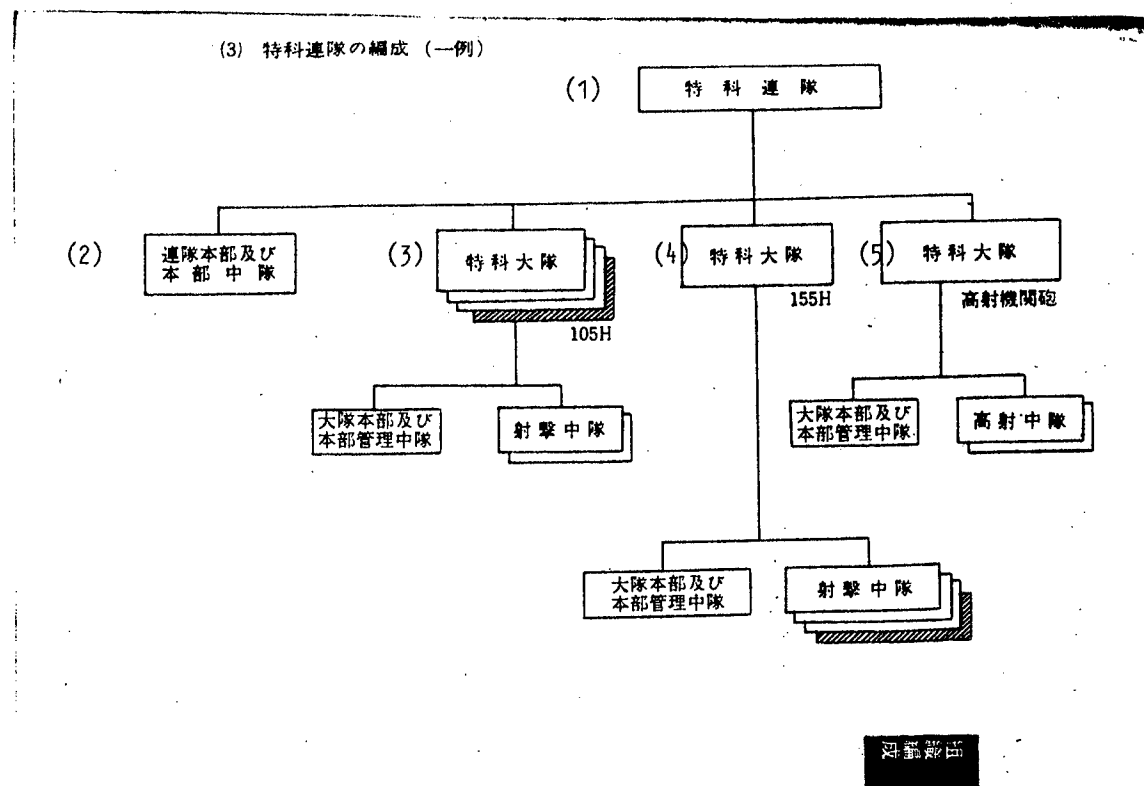 (3) 特科連隊の編成 (一例)
(1) 特科連隊
(2) 連隊本部及び
本部中隊
(3) 特科大隊
105H
(4) 特科大隊
155H
(5) 特科大隊
高射機関砲
大隊本部及び
本部管理中隊
射撃中隊
大隊本部及び
本部管理中隊
高射中隊
大隊本部及び
本部管理中隊
射撃中隊
組織編
成